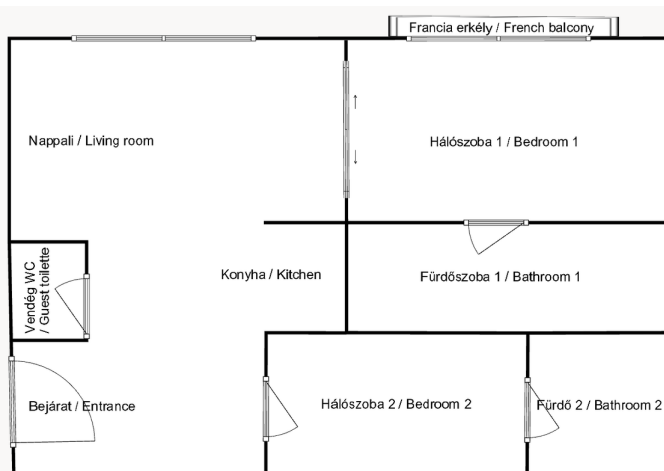 Francia erkély / French balcony
Nappali / Living room
Hálószoba 1 / Bedroom 1
Vendég WC
/ Guest toilette
Konyha / Kitchen
Fürdőszoba 1 / Bathroom 1
Bejárat / Entrance
Hálószoba 2 / Bedroom 2
Fürdő 2 / Bathroom 2